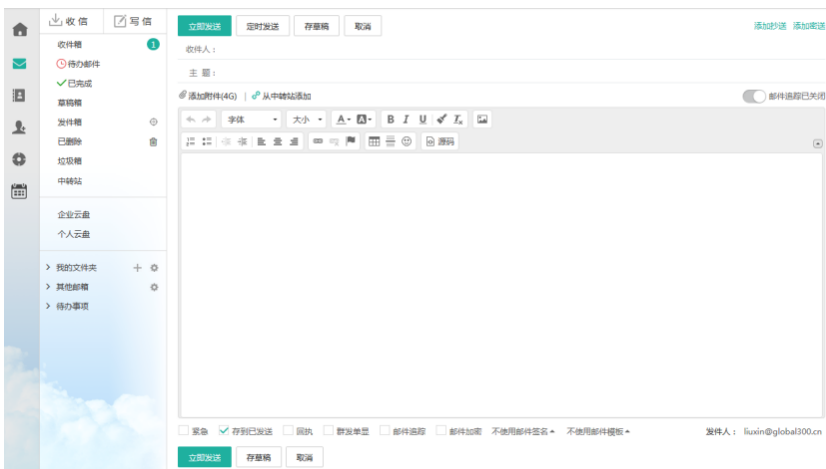 收信 写信
收件箱 1
待办邮件
已完成
草稿箱
发件箱
已删除
垃圾箱
中转站
企业云盘
个人云盘
我的文件夹
其他邮箱
待办事项
立即发送 定时发送 存草稿 取消 添加抄送 添加密送
收件人：
主 题：
添加附件(4G) | 从中转站添加 邮件追踪已关闭
字体 大小 A A B I U Tx
源码
紧急 存到已发送 回执 群发单显 邮件追踪 邮件加密 不使用邮件签名 不使用邮件模板 发件人： liuxin@global300.cn
立即发送 存草稿 取消